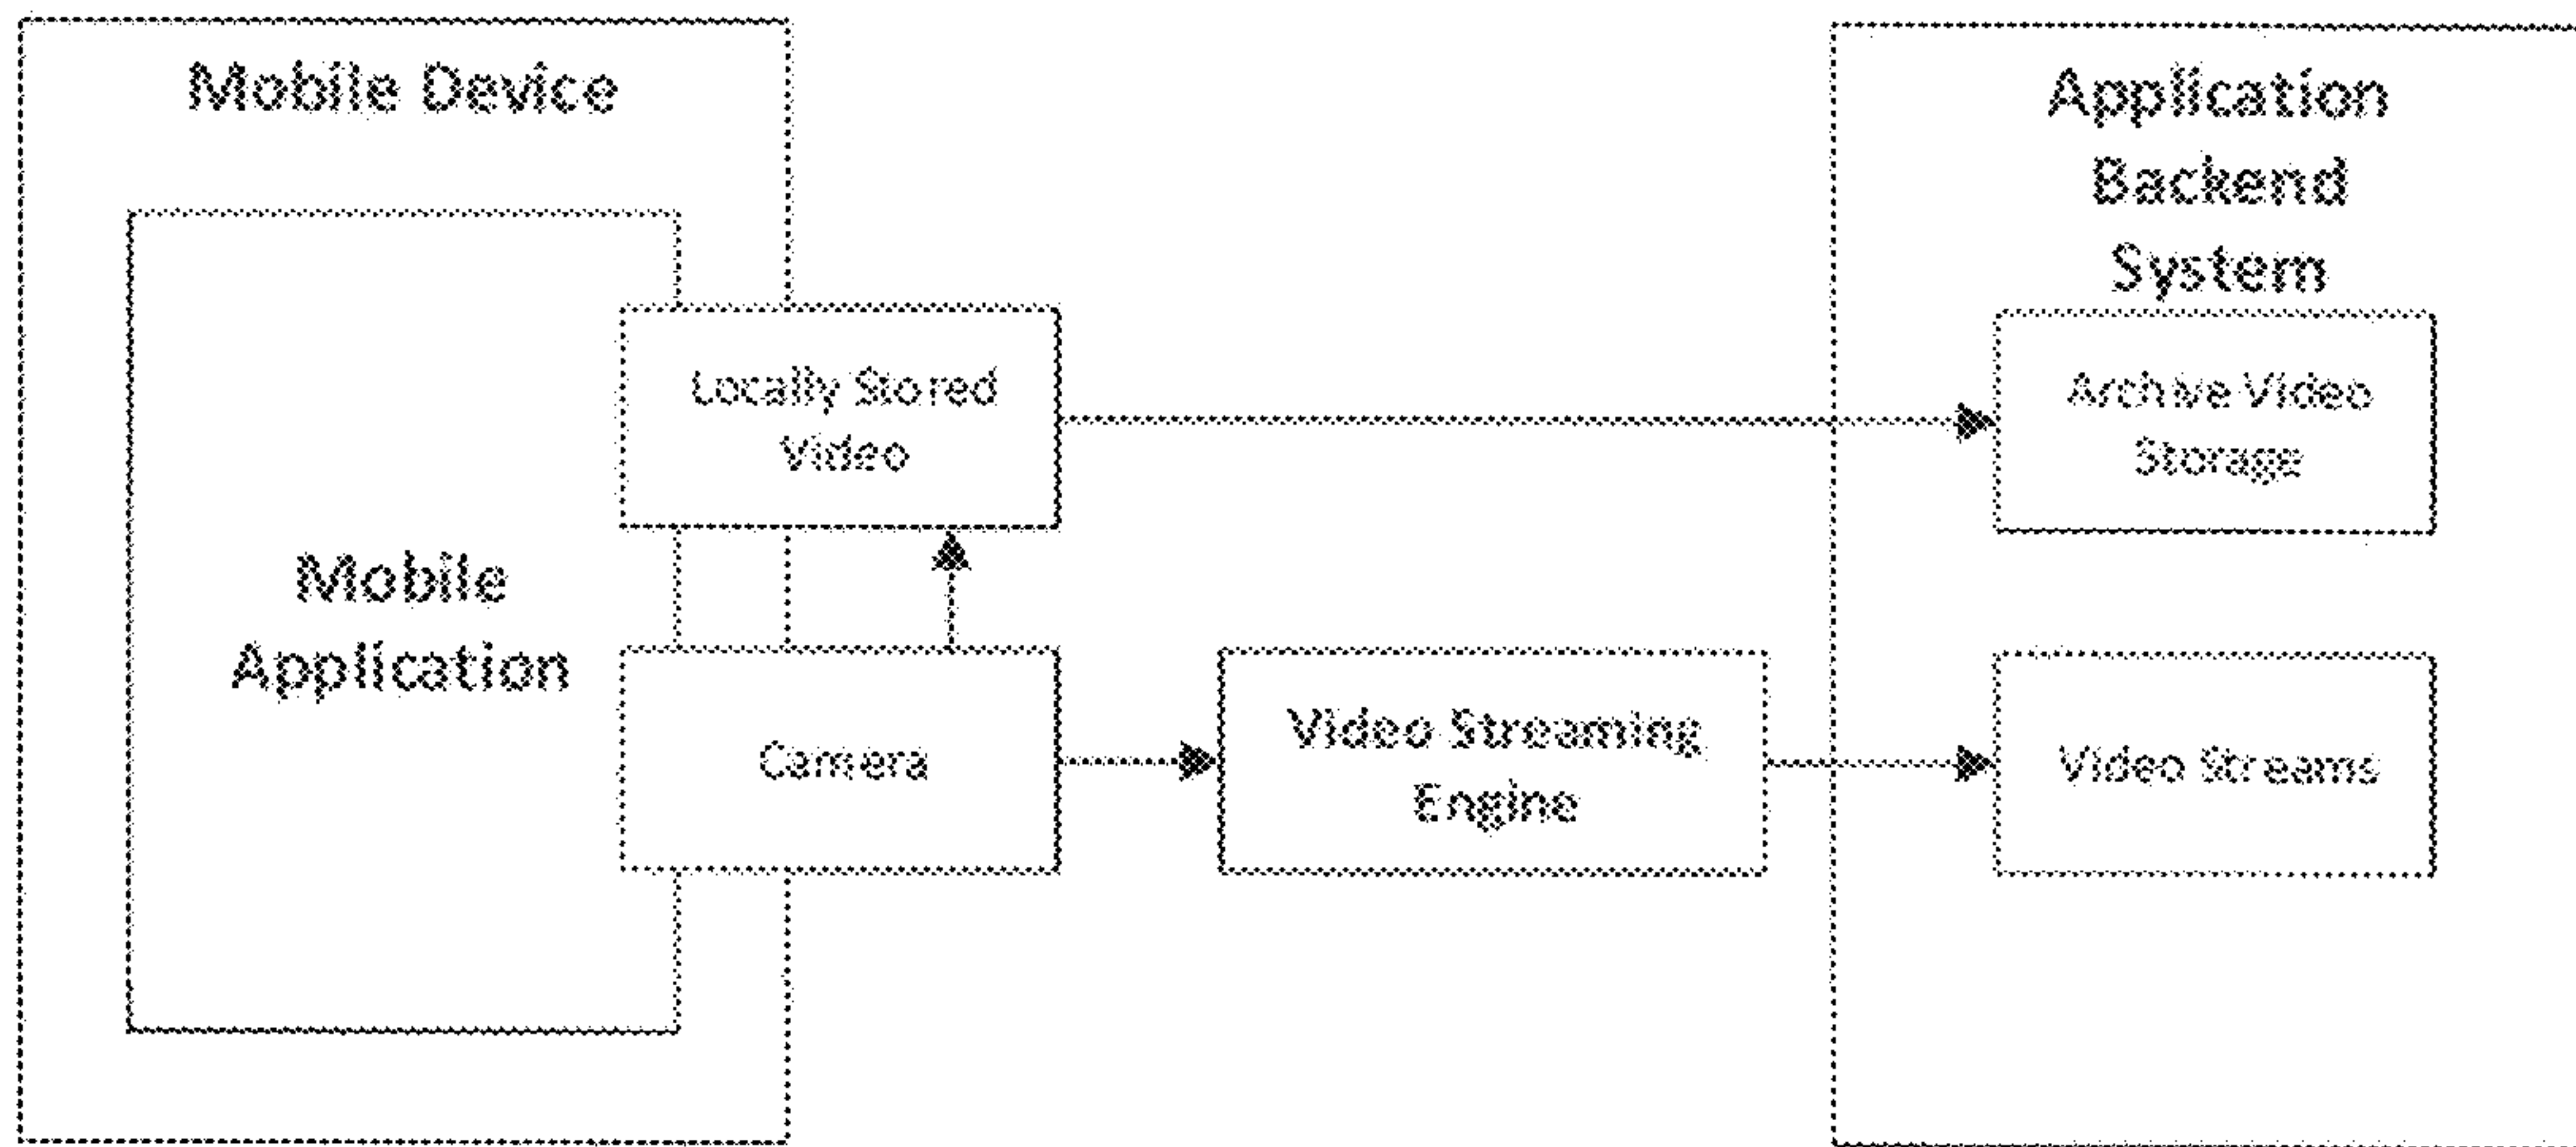 Mobile Device
Application
Backend
System
Locally Stored
Video
Archive Video
Storage
Mobile
Application
Camera
Video Streaming
Engine
Video Streams